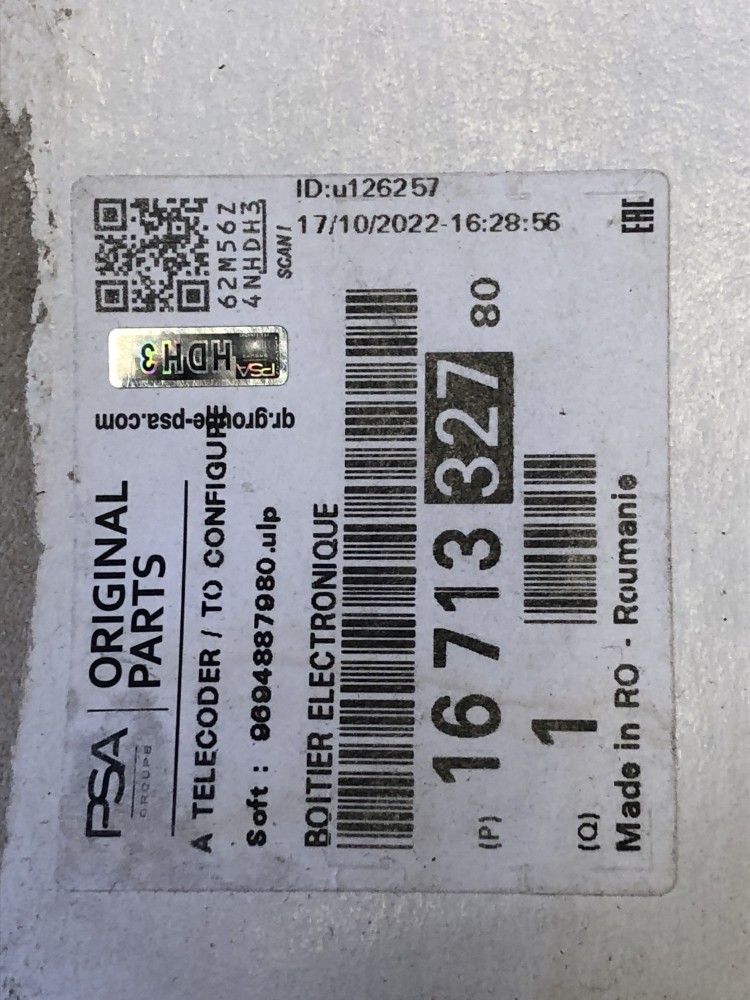 PSA
GROUPE
ORIGINAL
PARTS
qr.groupe-psa.com
PSA
HDH3
62M56Z
4NHDH3
SCAN!
ID:u126257
17/10/2022-16:28:56
EAC
A TELECODER / TO CONFIGURE
Soft : 9694887980.ulp
BOITIER ELECTRONIQUE
(P) 16 713 327 80
(Q) 1
Made in RO - Roumanie